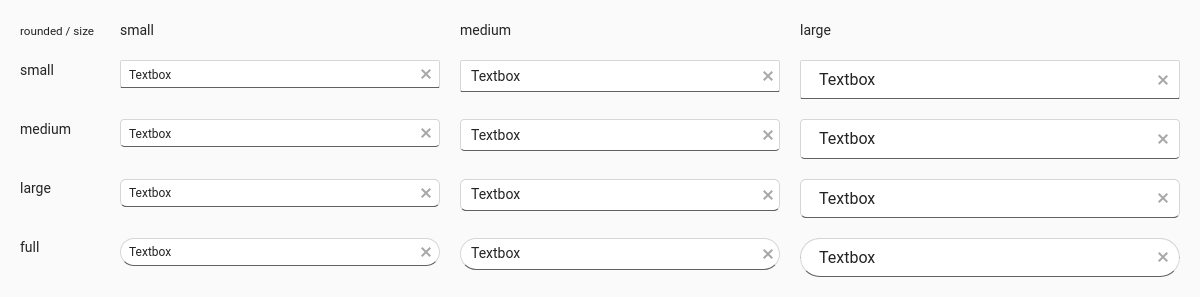 rounded / size small medium large
small Textbox Textbox Textbox
medium Textbox Textbox Textbox
large Textbox Textbox Textbox
full Textbox Textbox Textbox